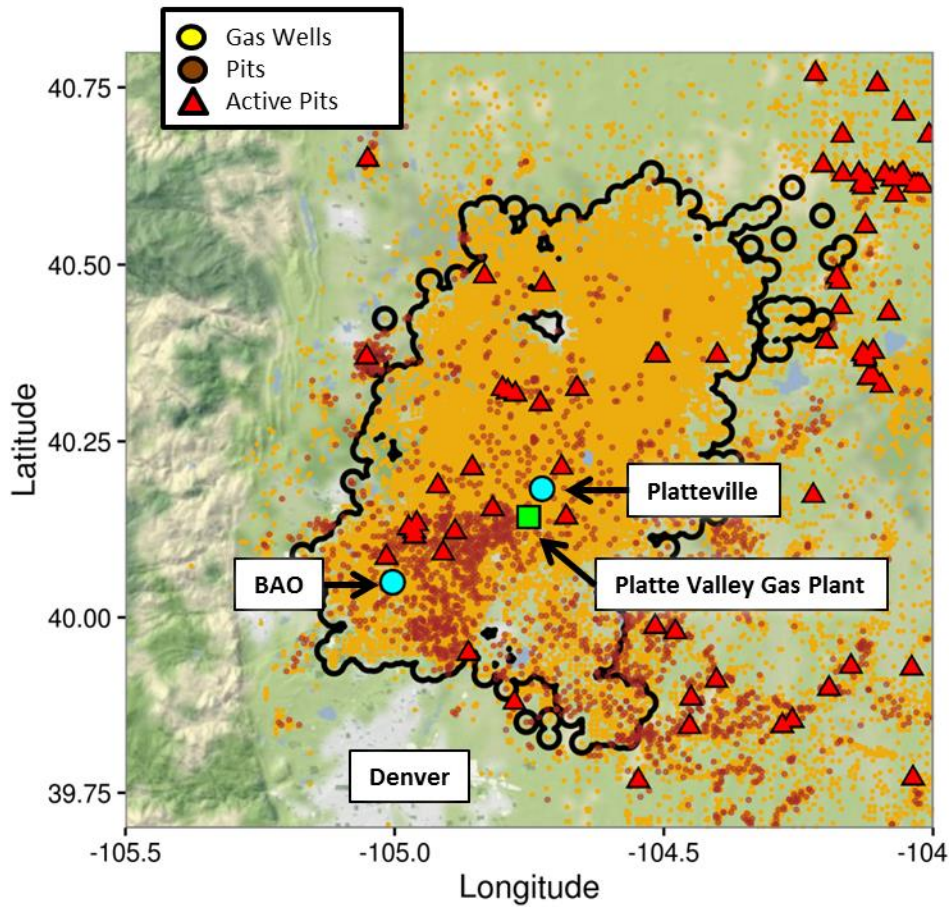 Gas Wells
Pits
Active Pits
40.75
40.50
40.25
40.00
39.75
Latitude
Platteville
BAO
Platte Valley Gas Plant
Denver
-105.5
-105.0
-104.5
-104
Longitude